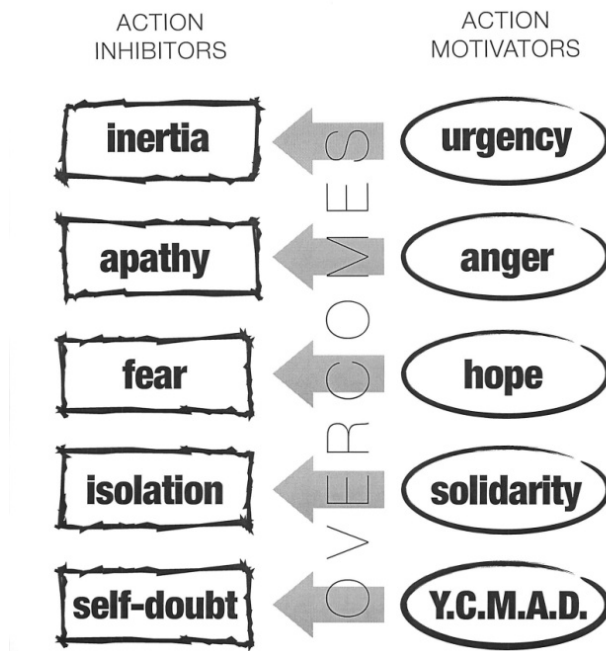 ACTION
INHIBITORS
ACTION
MOTIVATORS
inertia
urgency
apathy
anger
fear
hope
isolation
solidarity
self-doubt
Y.C.M.A.D.
OVERCOMES